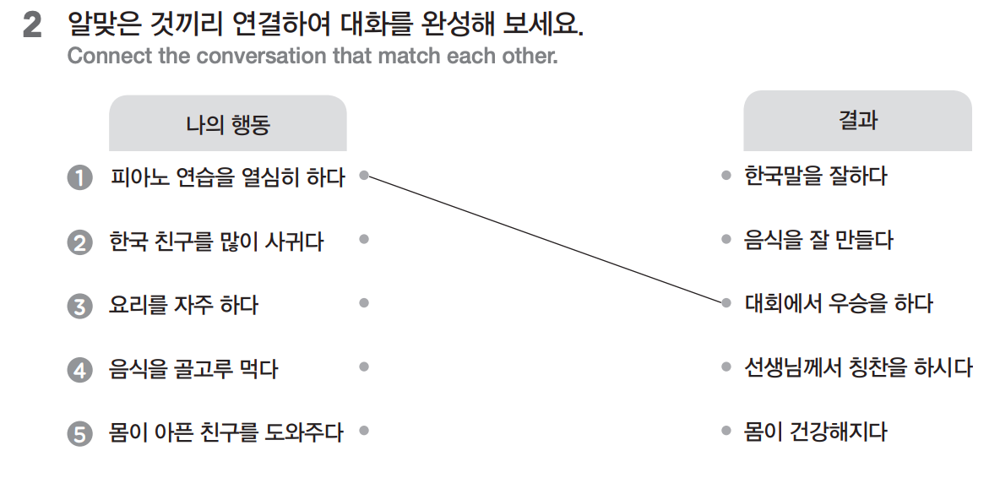 2 알맞은 것끼리 연결하여 대화를 완성해 보세요.
Connect the conversation that match each other.
나의 행동 결과
1 피아노 연습을 열심히 하다 한국말을 잘하다
2 한국 친구를 많이 사귀다 음식을 잘 만들다
3 요리를 자주 하다 대회에서 우승을 하다
4 음식을 골고루 먹다 선생님께서 칭찬을 하시다
5 몸이 아픈 친구를 도와주다 몸이 건강해지다